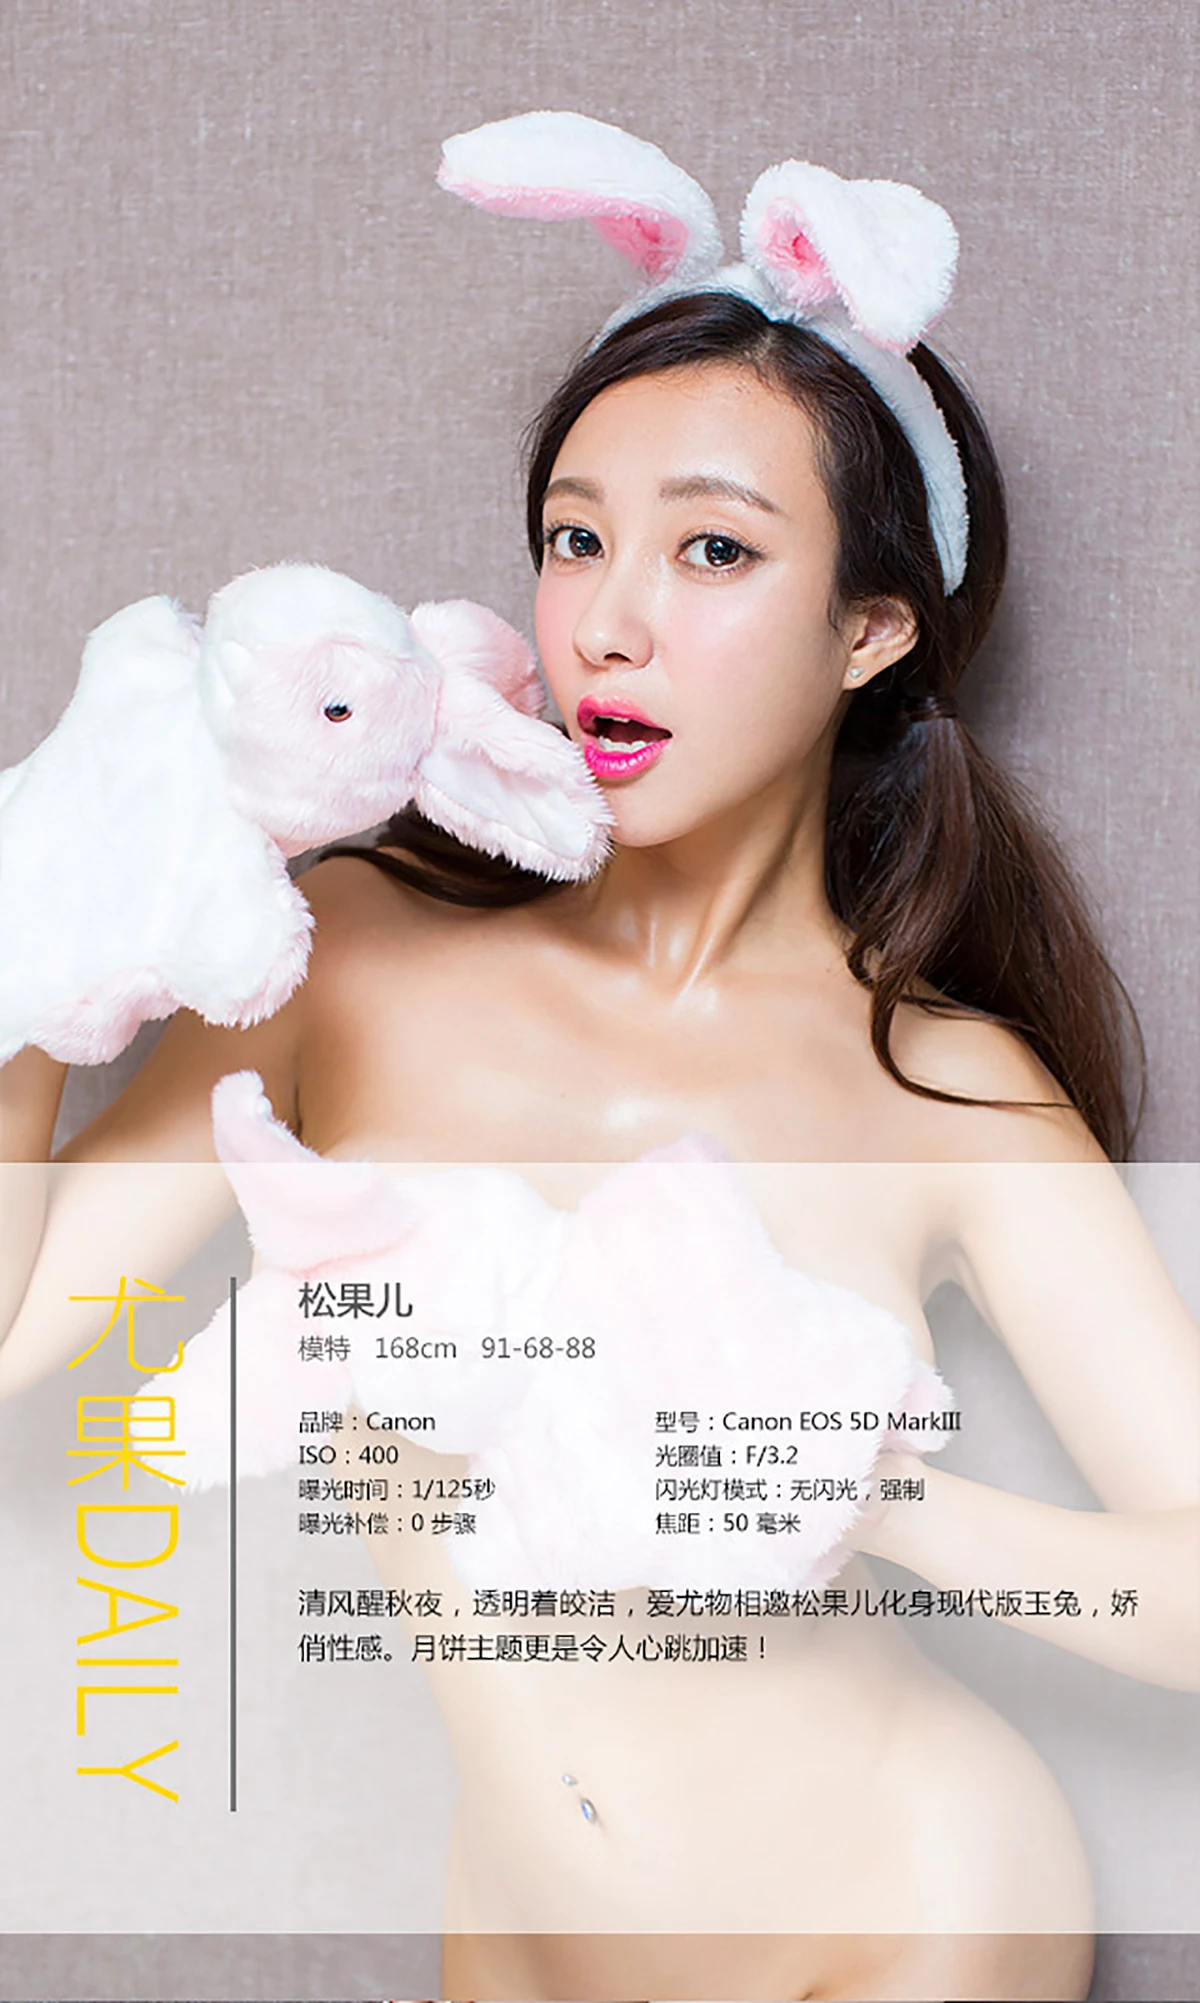 尤果DAILY
松果儿
模特 168cm 91-68-88
品牌：Canon
型号：Canon EOS 5D MarkⅢ
ISO：400
光圈值：F/3.2
曝光时间：1/125秒
闪光灯模式：无闪光，强制
曝光补偿：0 步骤
焦距：50 毫米
清风醒秋夜，透明着皎洁，爱尤物相邀松果儿化身现代版玉兔，娇
俏性感。月饼主题更是令人心跳加速！